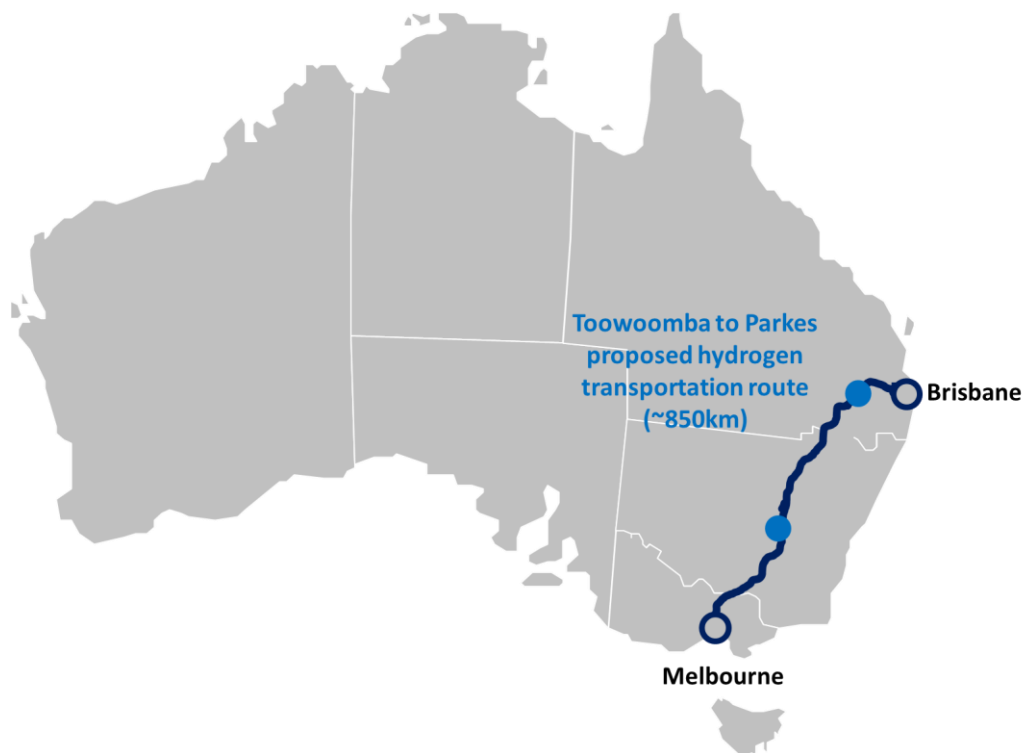 Toowoomba to Parkes
proposed hydrogen
transportation route
(~850km)
Brisbane
Melbourne